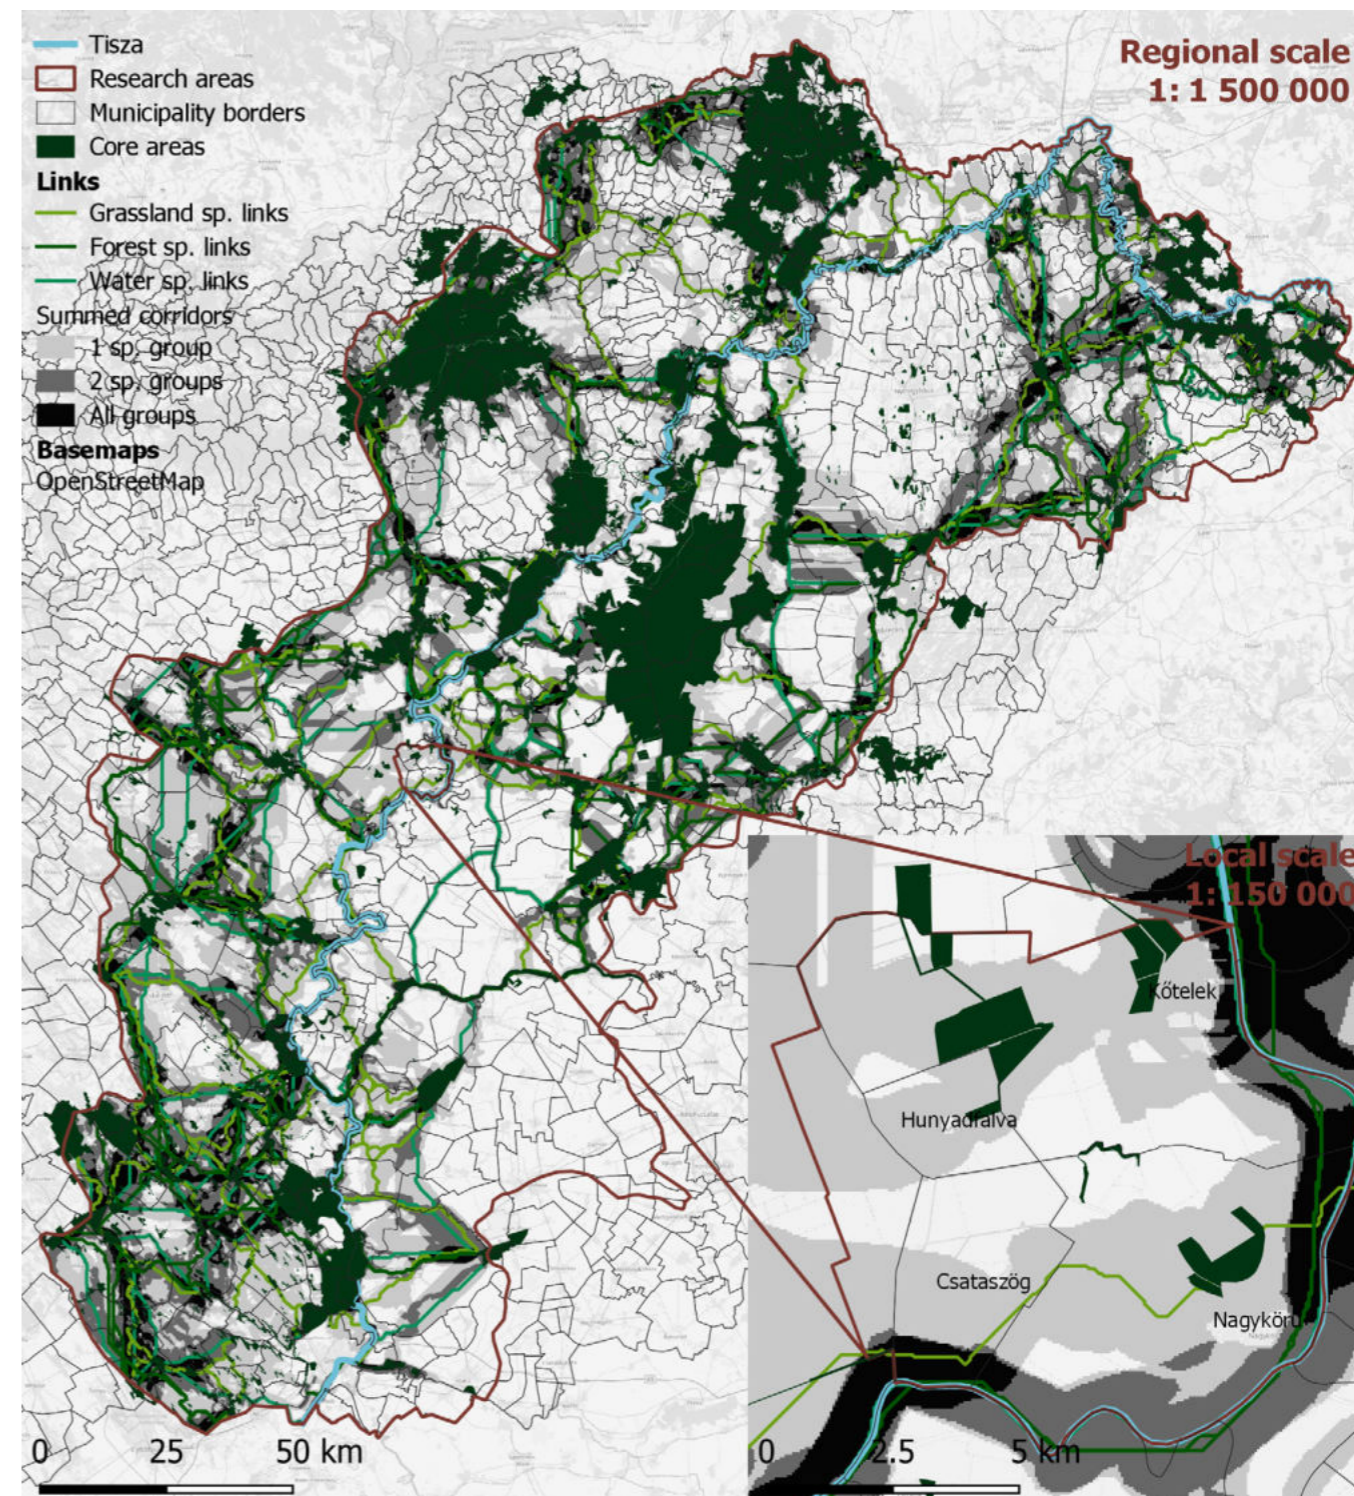 Tisza
Research areas
Municipality borders
Core areas
Links
Grassland sp. links
Forest sp. links
Water sp. links
Summed corridors
1 sp. group
2 sp. groups
All groups
Basemaps
OpenStreetMap
Regional scale
1: 1 500 000
Local scale
1: 150 000
Kőtelek
Hunyadfalva
Csataszög
Nagykörű
0 25 50 km
0 2.5 5 km